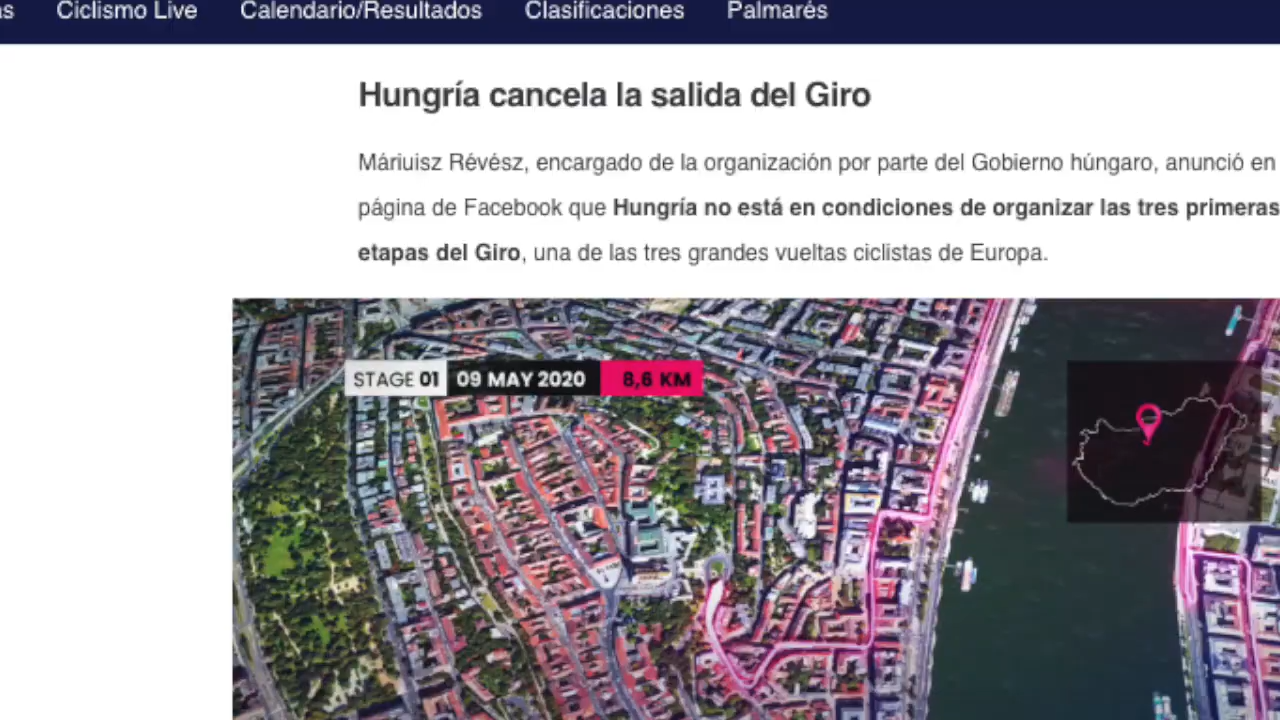 as Ciclismo Live Calendario/Resultados Clasificaciones Palmarés
Hungría cancela la salida del Giro
Máriuisz Révész, encargado de la organización por parte del Gobierno húngaro, anunció en
página de Facebook que Hungría no está en condiciones de organizar las tres primeras
etapas del Giro, una de las tres grandes vueltas ciclistas de Europa.
STAGE 01 09 MAY 2020 8,6 KM